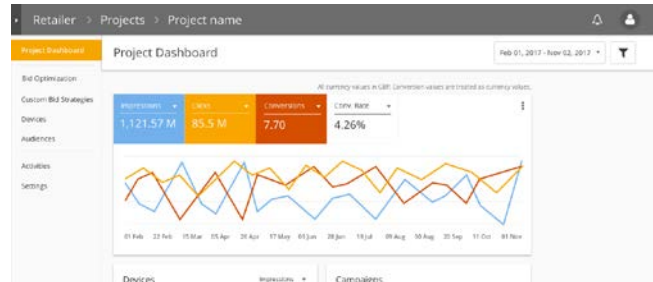 Retailer > Projects > Project name
Project Dashboard
Project Dashboard
Feb 01, 2017 - Nov 02, 2017
Bid Optimization
Custom Bid Strategies
Devices
Audiences
Activities
Settings
All currency values in GBP. Conversion values are treated as currency values.
Impressions Clicks Conversions Conv. Rate
1,121.57 M 85.5 M 7.70 4.26%
01 Feb 22 Feb 15 Mar 05 Apr 26 Apr 17 May 07 Jun 28 Jun 19 Jul 09 Aug 30 Aug 20 Sep 11 Oct 01 Nov
Devices Impressions Campaigns